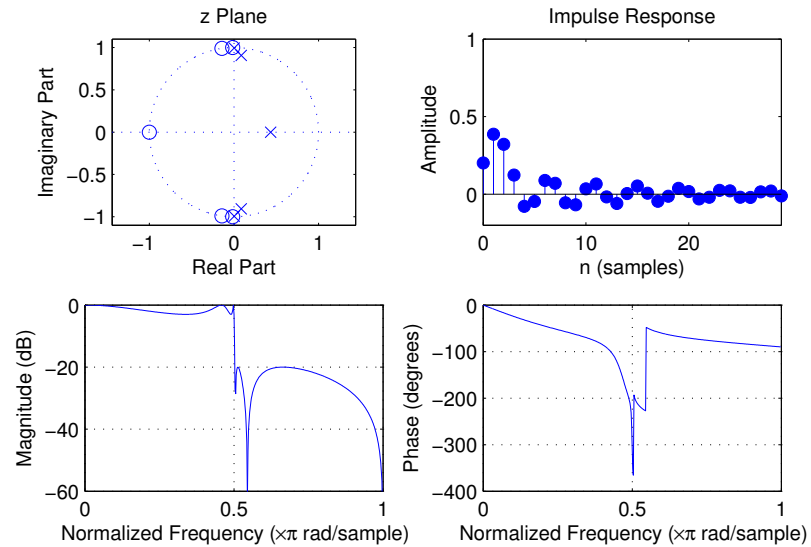 z Plane
1
0.5
0
−0.5
−1
Imaginary Part
−1
0
1
Real Part
Impulse Response
1
0.5
0
Amplitude
0
10
20
n (samples)
0
−20
−40
−60
Magnitude (dB)
0
0.5
1
Normalized Frequency (×π rad/sample)
0
−100
−200
−300
−400
Phase (degrees)
0
0.5
1
Normalized Frequency (×π rad/sample)